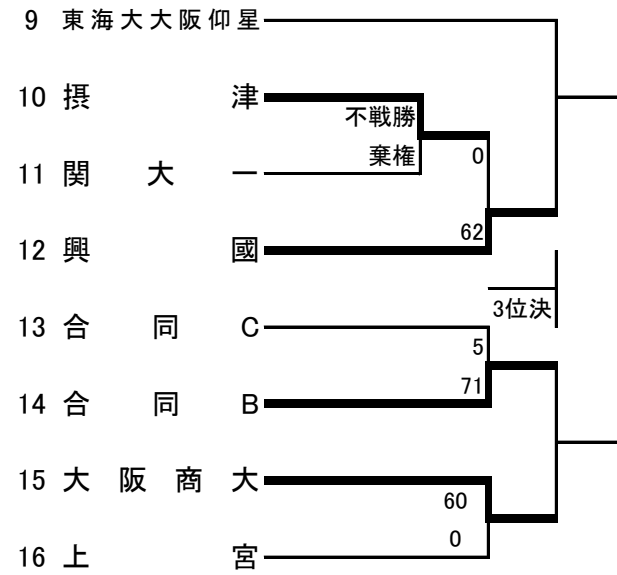 9 東海大大阪仰星
10 摂津
不戦勝
棄権
0
11 関大一
12 興國
62
3位決
13 合同C
5
71
14 合同B
15 大阪商大
60
0
16 上宮